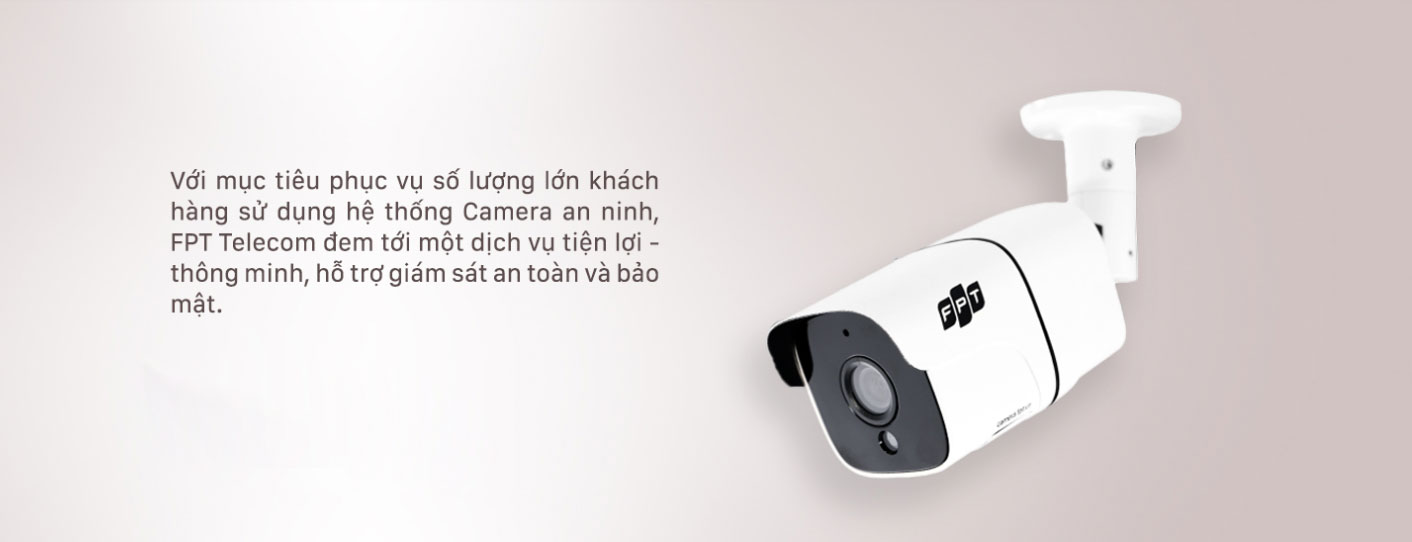 Với mục tiêu phục vụ số lượng lớn khách
hàng sử dụng hệ thống Camera an ninh,
FPT Telecom đem tới một dịch vụ tiện lợi -
thông minh, hỗ trợ giám sát an toàn và bảo
mật.
FPT